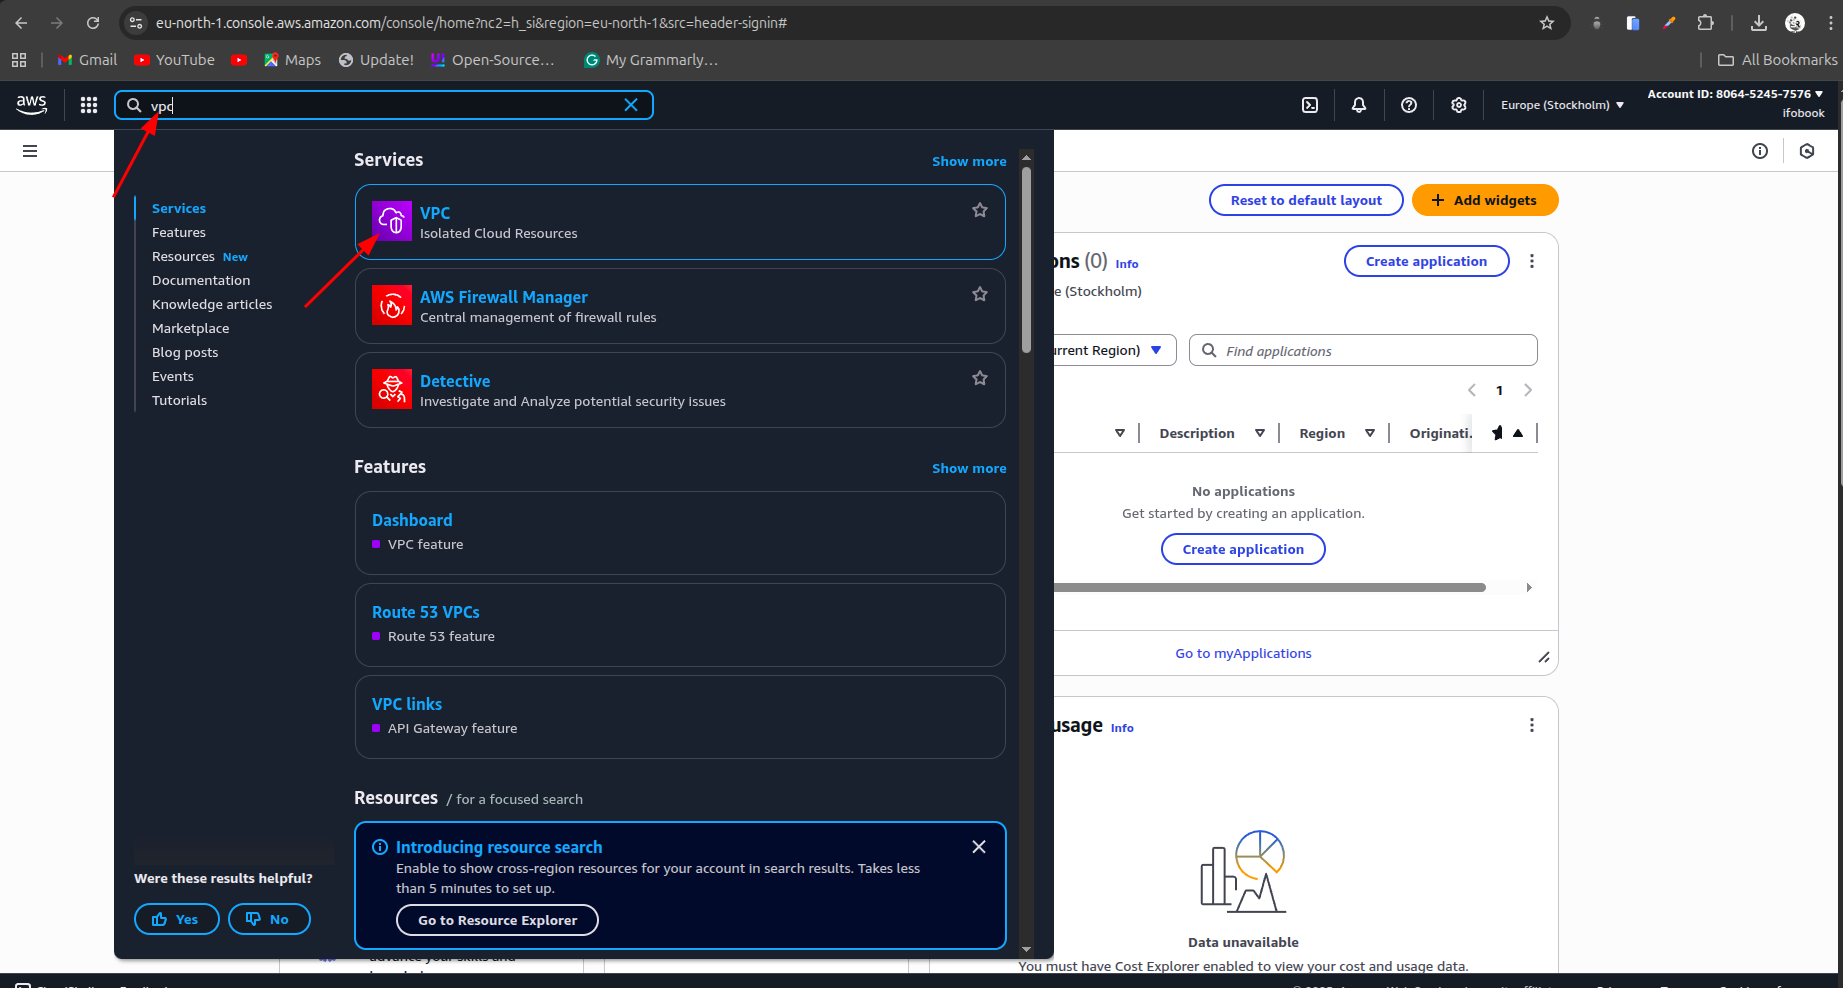 eu-north-1.console.aws.amazon.com/console/home?nc2=h_si&region=eu-north-1&src=header-signin#
Gmail
YouTube
Maps
Update!
Open-Source...
My Grammarly...
All Bookmarks
aws
vpc
Europe (Stockholm)
Account ID: 8064-5245-7576
ifobook
Services
Features
Resources New
Documentation
Knowledge articles
Marketplace
Blog posts
Events
Tutorials
Were these results helpful?
Yes
No
Services
Show more
VPC
Isolated Cloud Resources
AWS Firewall Manager
Central management of firewall rules
Detective
Investigate and Analyze potential security issues
Features
Show more
Dashboard
VPC feature
Route 53 VPCs
Route 53 feature
VPC links
API Gateway feature
Resources / for a focused search
Introducing resource search
Enable to show cross-region resources for your account in search results. Takes less
than 5 minutes to set up.
Go to Resource Explorer
advance your skills and
Reset to default layout
Add widgets
ons (0) Info
Create application
e (Stockholm)
urrent Region)
Find applications
1
Description
Region
Originati.
No applications
Get started by creating an application.
Create application
Go to myApplications
usage Info
Data unavailable
You must have Cost Explorer enabled to view your cost and usage data.